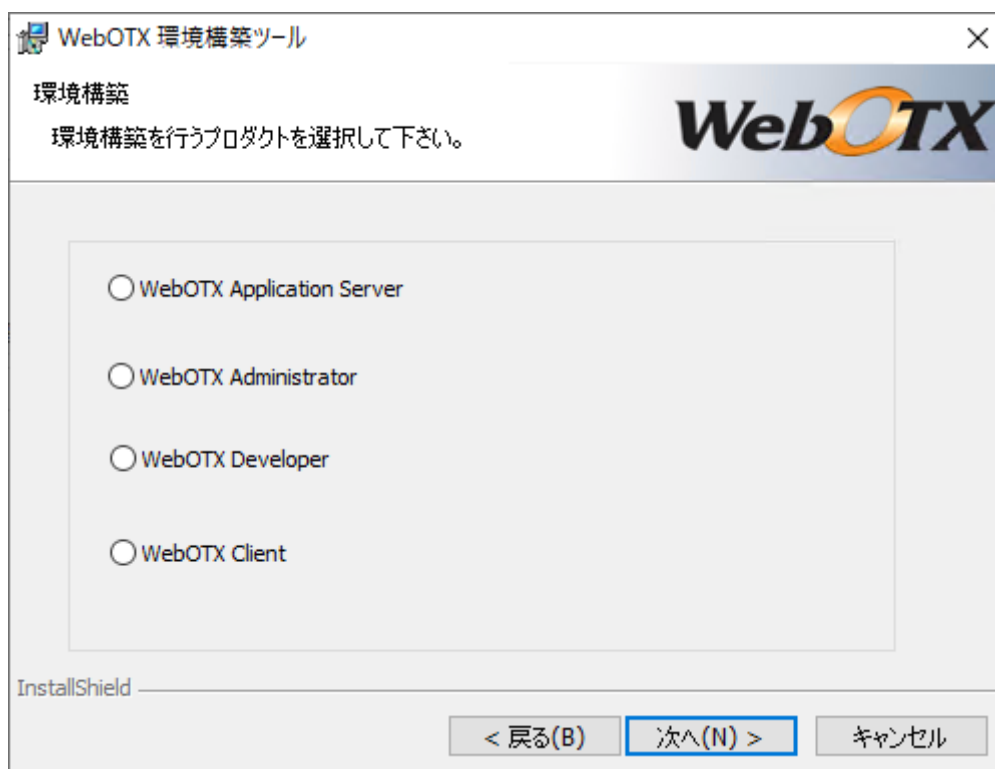 WebOTX 環境構築ツール
環境構築
環境構築を行うプロダクトを選択して下さい。
WebOTX
WebOTX Application Server
WebOTX Administrator
WebOTX Developer
WebOTX Client
InstallShield
< 戻る(B)
次へ(N) >
キャンセル